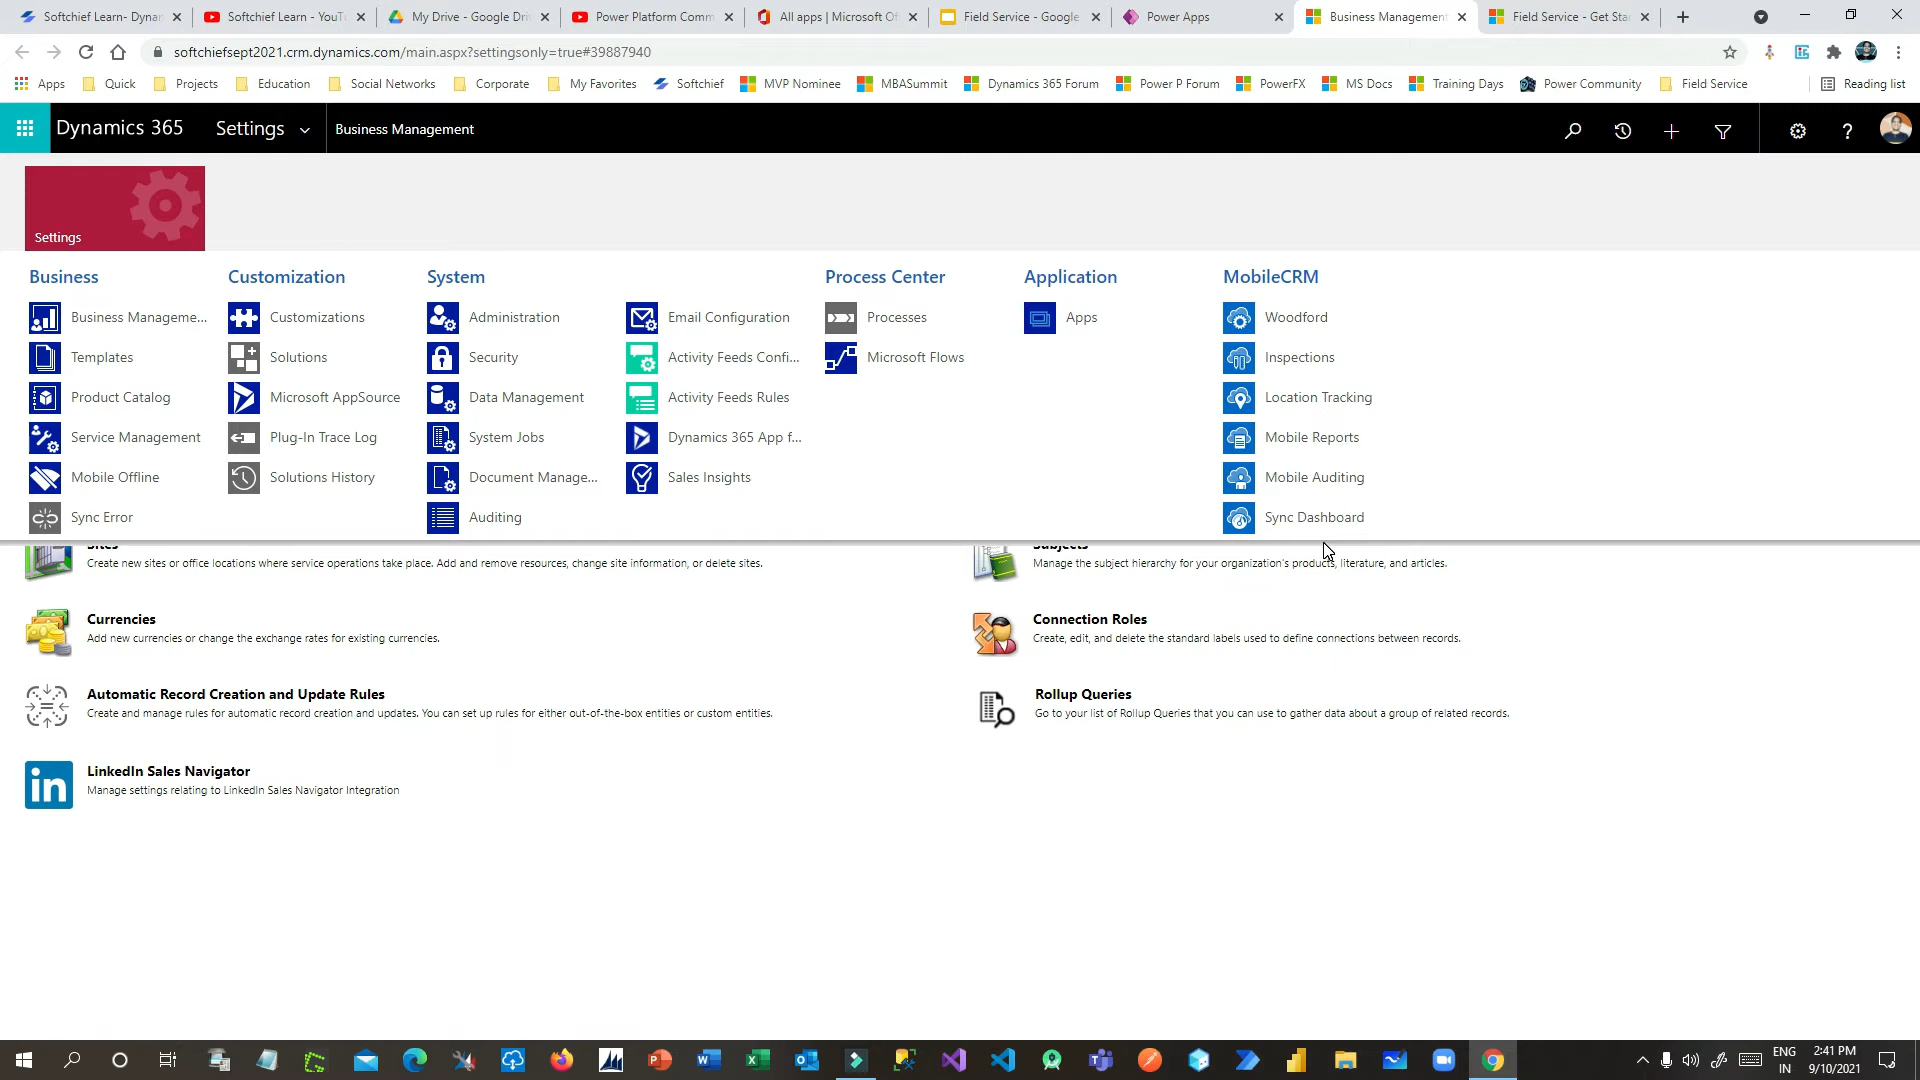 Softchief Learn- Dynam
Softchief Learn - YouT
My Drive - Google Dri
Power Platform Comm
All apps | Microsoft Of
Field Service - Google
Power Apps
Business Management
Field Service - Get Sta
softchiefsept2021.crm.dynamics.com/main.aspx?settingsonly=true#39887940
Apps
Quick
Projects
Education
Social Networks
Corporate
My Favorites
Softchief
MVP Nominee
MBASummit
Dynamics 365 Forum
Power P Forum
PowerFX
MS Docs
Training Days
Power Community
Field Service
Reading list
Dynamics 365
Settings
Business Management
Settings
Business
Business Manageme...
Templates
Product Catalog
Service Management
Mobile Offline
Sync Error
Customization
Customizations
Solutions
Microsoft AppSource
Plug-In Trace Log
Solutions History
System
Administration
Security
Data Management
System Jobs
Document Manage...
Auditing
Email Configuration
Activity Feeds Confi...
Activity Feeds Rules
Dynamics 365 App f...
Sales Insights
Process Center
Processes
Microsoft Flows
Application
Apps
MobileCRM
Woodford
Inspections
Location Tracking
Mobile Reports
Mobile Auditing
Sync Dashboard
Sites
Create new sites or office locations where service operations take place. Add and remove resources, change site information, or delete sites.
Subjects
Manage the subject hierarchy for your organization's products, literature, and articles.
Currencies
Add new currencies or change the exchange rates for existing currencies.
Connection Roles
Create, edit, and delete the standard labels used to define connections between records.
Automatic Record Creation and Update Rules
Create and manage rules for automatic record creation and updates. You can set up rules for either out-of-the-box entities or custom entities.
Rollup Queries
Go to your list of Rollup Queries that you can use to gather data about a group of related records.
LinkedIn Sales Navigator
Manage settings relating to LinkedIn Sales Navigator Integration
ENG
IN
2:41 PM
9/10/2021